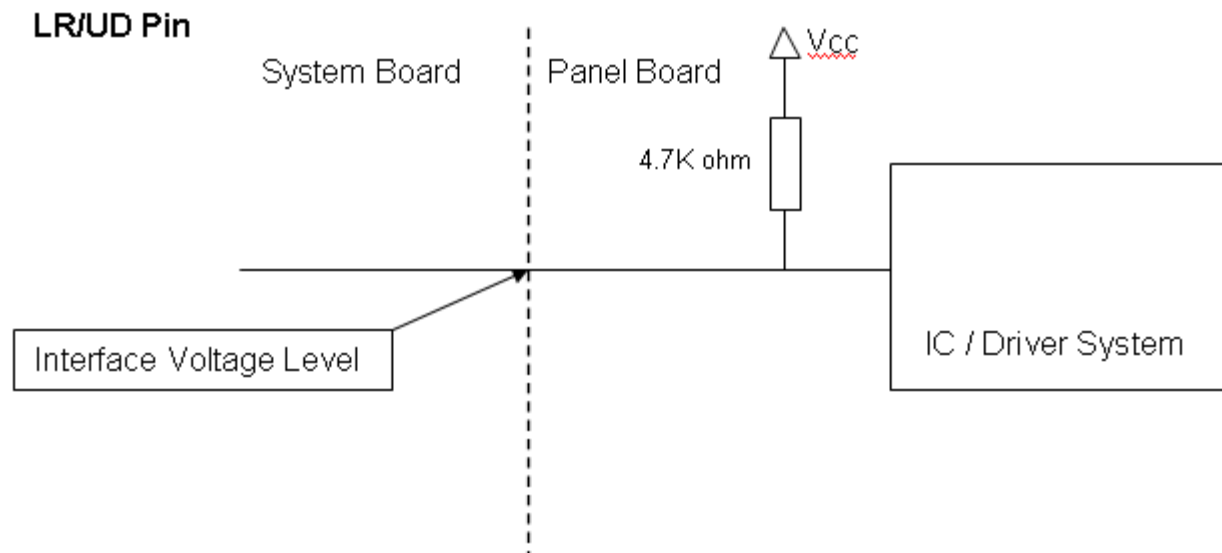 LR/UD Pin
System Board
Panel Board
Vcc
4.7K ohm
IC / Driver System
Interface Voltage Level